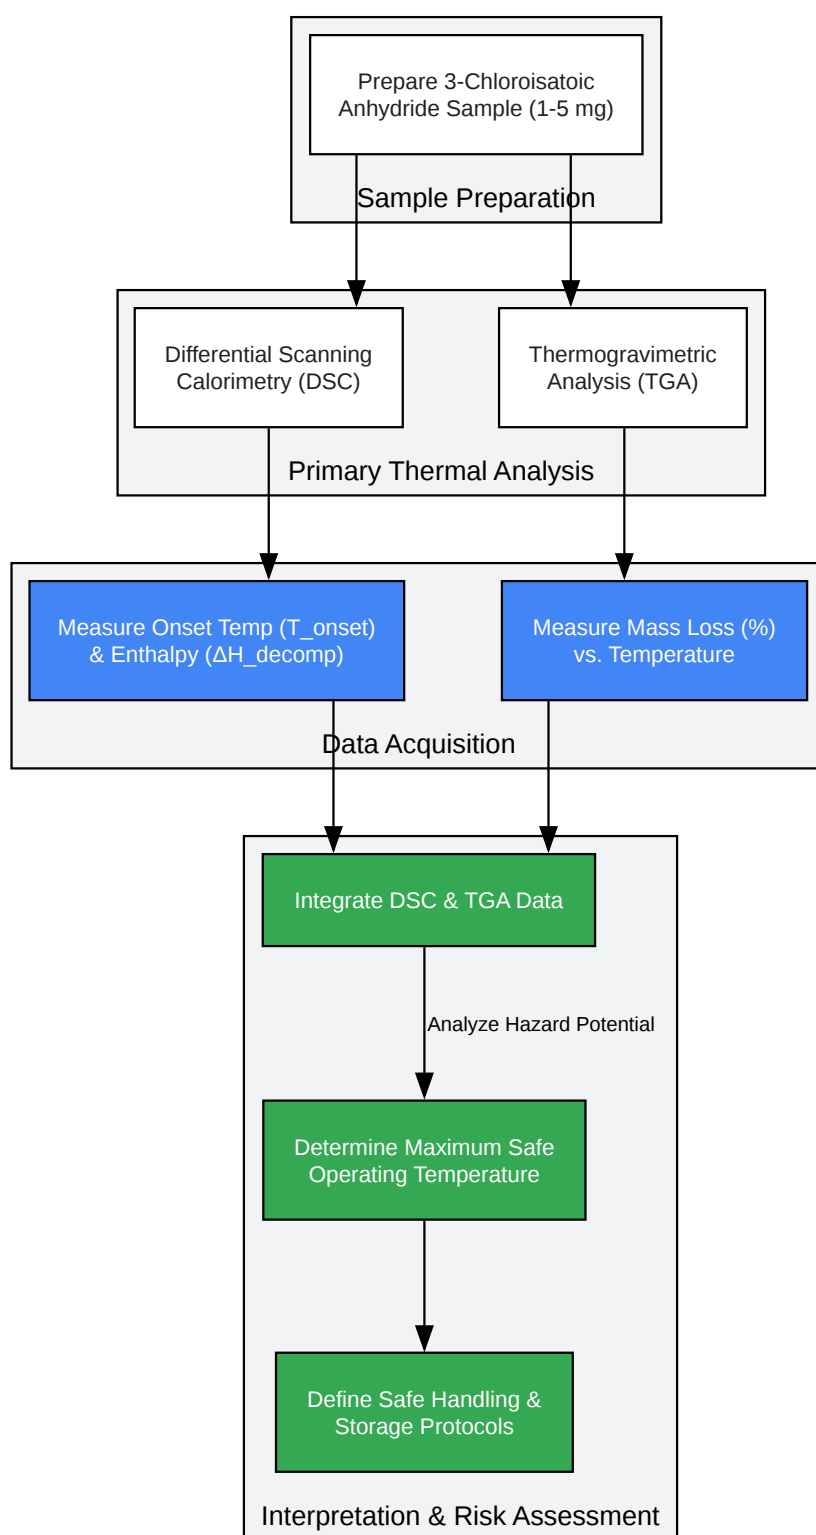 Prepare 3-Chloroisatoic
Anhydride Sample (1-5 mg)
Sample Preparation
Differential Scanning
Calorimetry (DSC)
Thermogravimetric
Analysis (TGA)
Primary Thermal Analysis
Measure Onset Temp (T_onset)
& Enthalpy (ΔH_decomp)
Measure Mass Loss (%)
vs. Temperature
Data Acquisition
Integrate DSC & TGA Data
Analyze Hazard Potential
Determine Maximum Safe
Operating Temperature
Define Safe Handling &
Storage Protocols
Interpretation & Risk Assessment